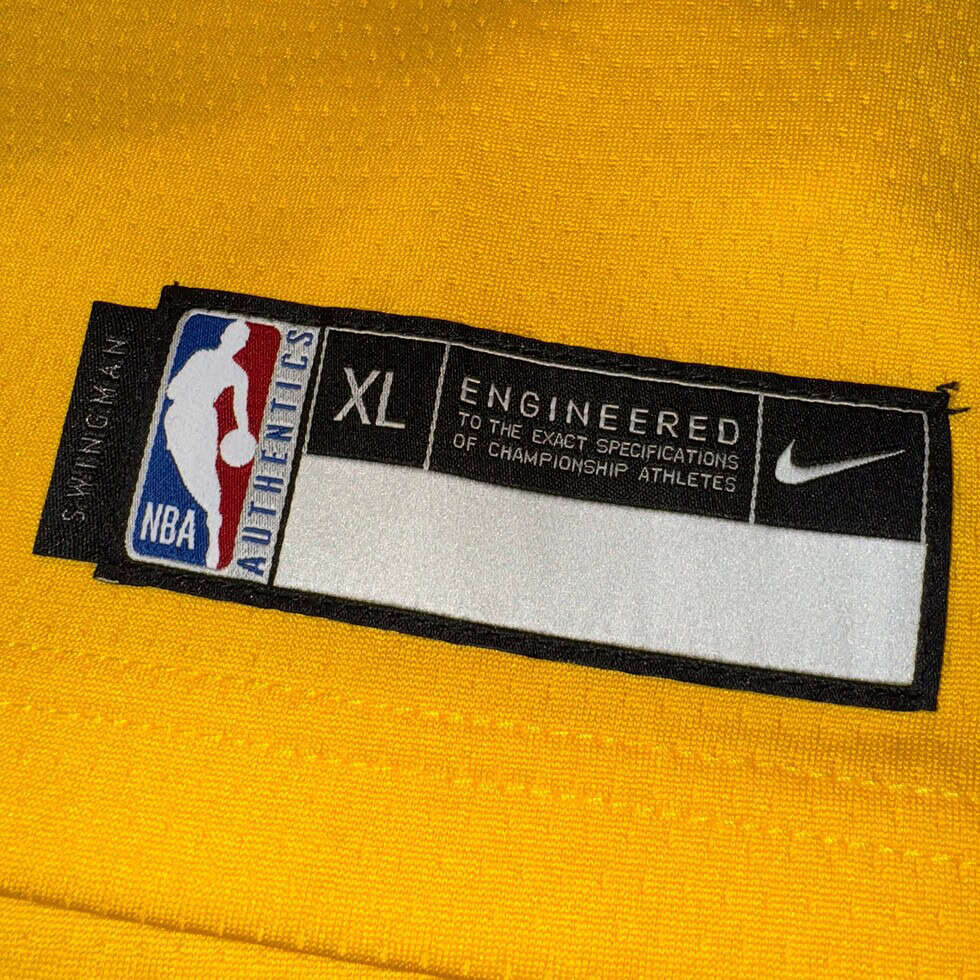 SWINGMAN
NBA
AUTHENTICS
XL
ENGINEERED
TO THE EXACT SPECIFICATIONS
OF CHAMPIONSHIP ATHLETES